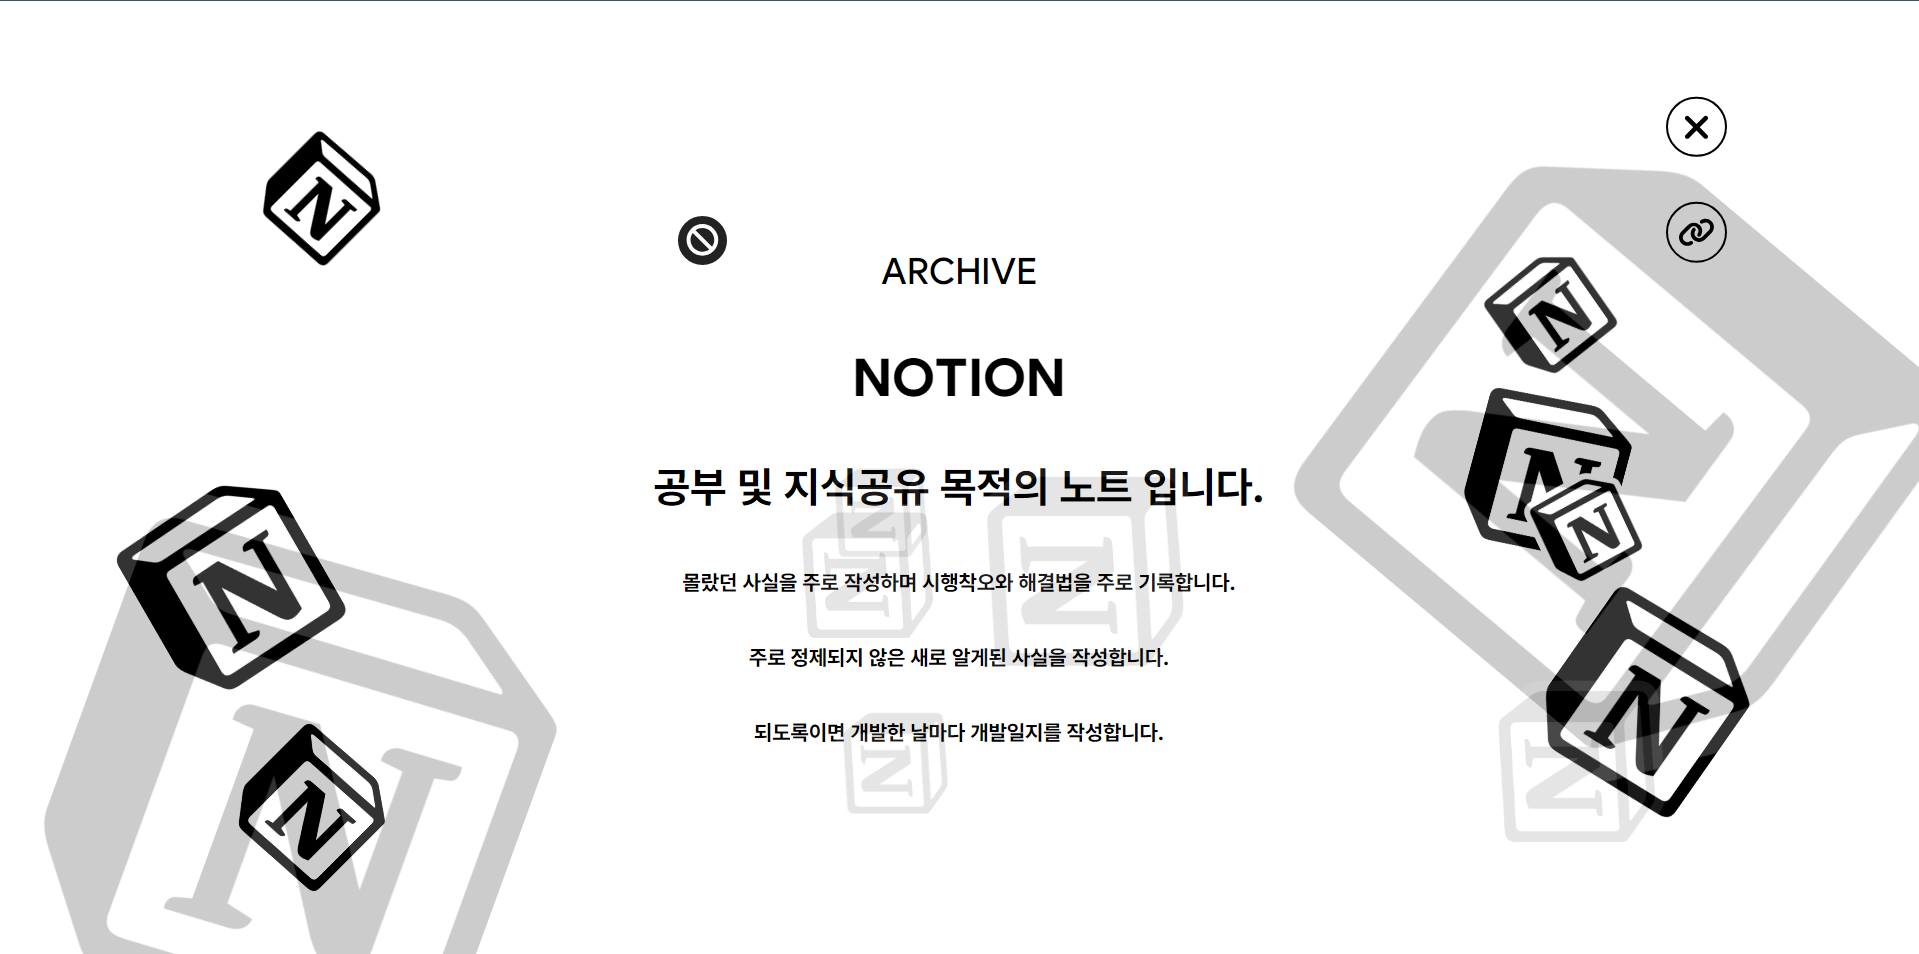 ARCHIVE
NOTION
공부 및 지식공유 목적의 노트 입니다.
몰랐던 사실을 주로 작성하며 시행착오와 해결법을 주로 기록합니다.
주로 정제되지 않은 새로 알게된 사실을 작성합니다.
되도록이면 개발한 날마다 개발일지를 작성합니다.